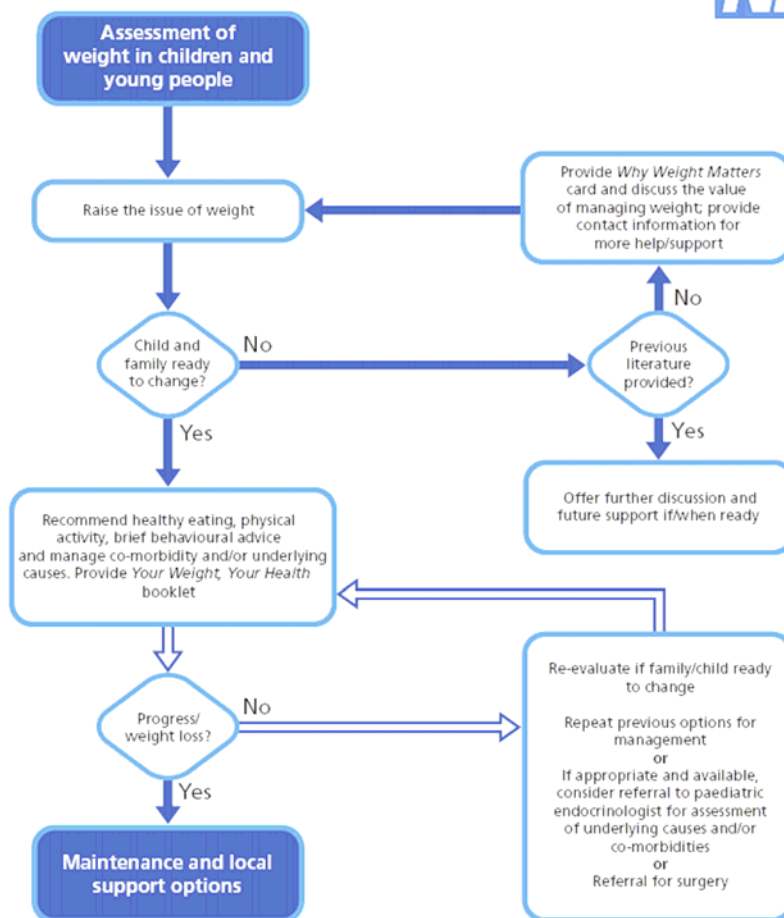 Assessment of
weight in children and
young people
Raise the issue of weight
Provide Why Weight Matters
card and discuss the value
of managing weight; provide
contact information for
more help/support
No
Child and
family ready
to change?
No
Previous
literature
provided?
Yes
Yes
Recommend healthy eating, physical
activity, brief behavioural advice
and manage co-morbidity and/or underlying
causes. Provide Your Weight, Your Health
booklet
Offer further discussion and
future support if/when ready
Progress/
weight loss?
No
Re-evaluate if family/child ready
to change
Repeat previous options for
management
or
If appropriate and available,
consider referral to paediatric
endocrinologist for assessment
of underlying causes and/or
co-morbidities
or
Referral for surgery
Yes
Maintenance and local
support options